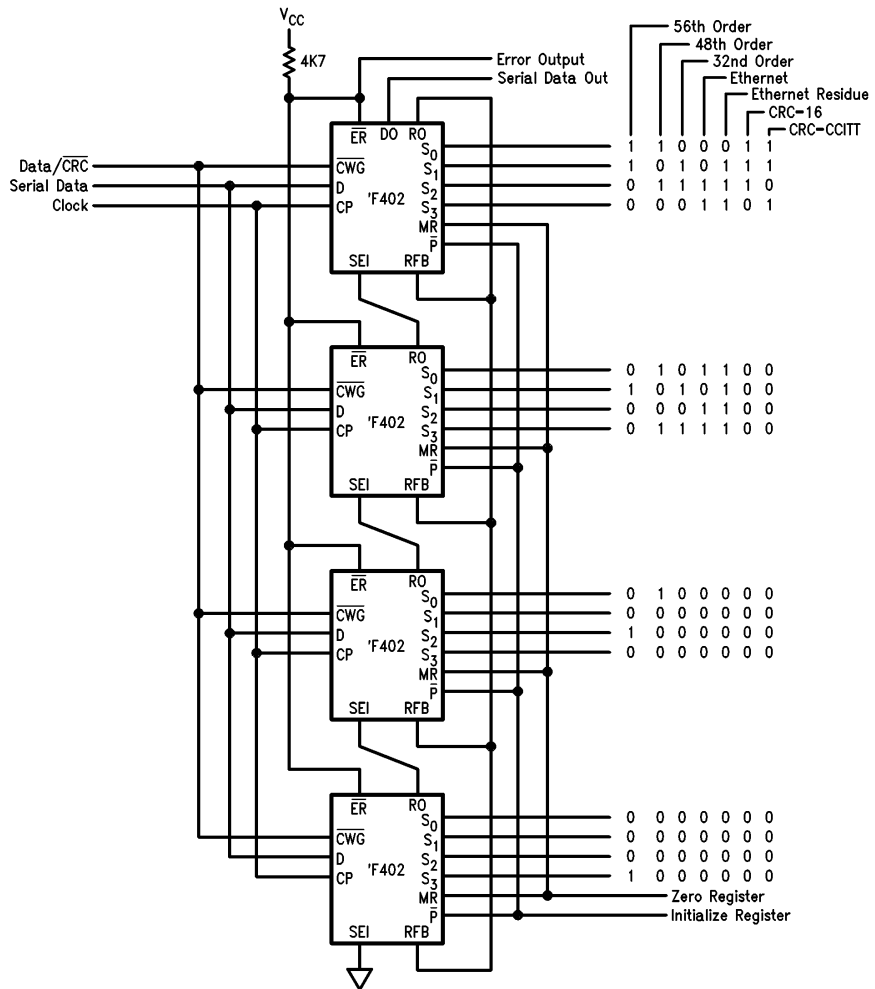 VCC
4K7
56th Order
48th Order
32nd Order
Ethernet
Ethernet Residue
CRC-16
CRC-CCITT
Error Output
Serial Data Out
Data/CRC
Serial Data
Clock
ER DO RO
CWG
D
CP
'F402
S0
S1
S2
S3
MR
P
SEI RFB
1 1 0 0 0 1 1
1 0 1 0 1 1 1
0 1 1 1 1 1 0
0 0 0 1 1 0 1
ER RO
CWG
D
CP
'F402
S0
S1
S2
S3
MR
P
SEI RFB
0 1 0 1 1 0 0
1 0 1 0 1 0 0
0 0 0 1 1 0 0
0 1 1 1 1 0 0
ER RO
CWG
D
CP
'F402
S0
S1
S2
S3
MR
P
SEI RFB
0 1 0 0 0 0 0
0 0 0 0 0 0 0
1 0 0 0 0 0 0
0 0 0 0 0 0 0
ER RO
CWG
D
CP
'F402
S0
S1
S2
S3
MR
P
SEI RFB
0 0 0 0 0 0 0
0 0 0 0 0 0 0
0 0 0 0 0 0 0
1 0 0 0 0 0 0
Zero Register
Initialize Register